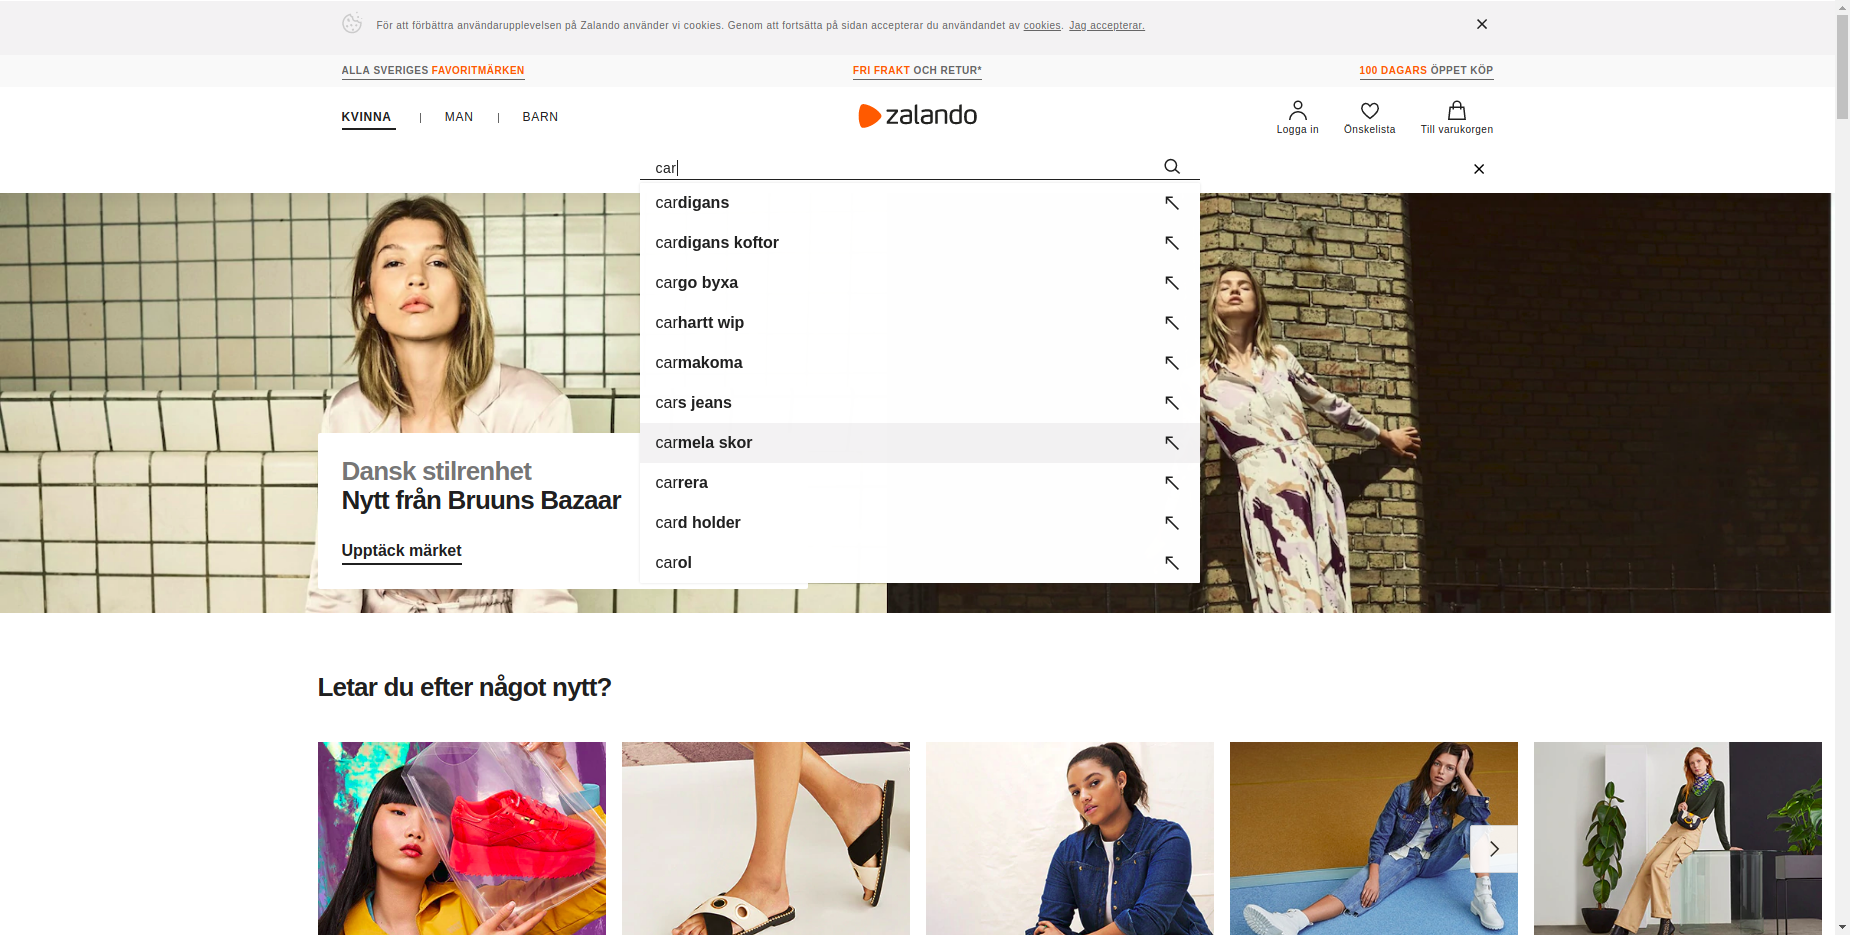 För att förbättra användarupplevelsen på Zalando använder vi cookies. Genom att fortsätta på sidan accepterar du användandet av cookies. Jag accepterar.
ALLA SVERIGES FAVORITMÄRKEN
FRI FRAKT OCH RETUR*
100 DAGARS ÖPPET KÖP
KVINNA | MAN | BARN
zalando
Logga in
Önskelista
Till varukorgen
car
cardigans
cardigans koftor
cargo byxa
carhartt wip
carmakoma
cars jeans
carmela skor
carrera
card holder
carol
Dansk stilrenhet
Nytt från Bruuns Bazaar
Upptäck märket
Letar du efter något nytt?